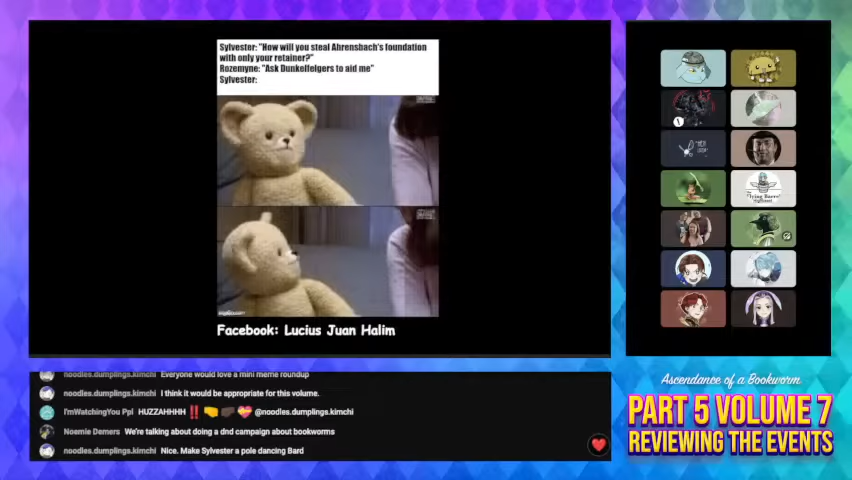 Sylvester: "How will you steal Ahrensbach's foundation
with only your retainer?"
Rozemyne: "Ask Dunkelfelgers to aid me"
Sylvester:
Facebook: Lucius Juan Halim
noodles.dumplings.kimchi Everyone would love a mini meme roundup
noodles.dumplings.kimchi I think it would be appropriate for this volume.
I'mWatchingYou Ppl HUZZAHHHH ‼️ 🤜🤛 💝 @noodles.dumplings.kimchi
Noemie Demers We're talking about doing a dnd campaign about bookworms
noodles.dumplings.kimchi Nice. Make Sylvester a pole dancing Bard
Ascendance of a Bookworm
PART 5 VOLUME 7
REVIEWING THE EVENTS